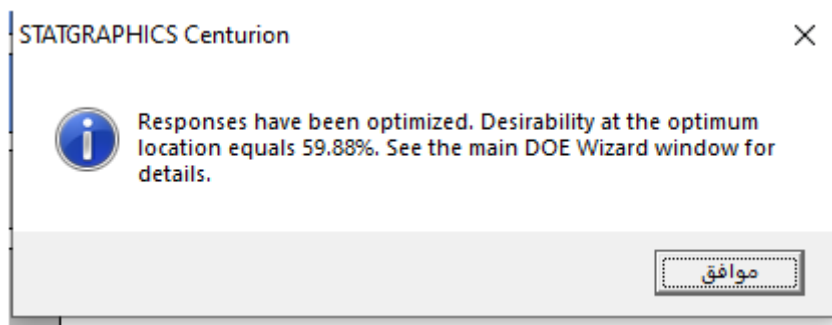 STATGRAPHICS Centurion
Responses have been optimized. Desirability at the optimum
location equals 59.88%. See the main DOE Wizard window for
details.
موافق